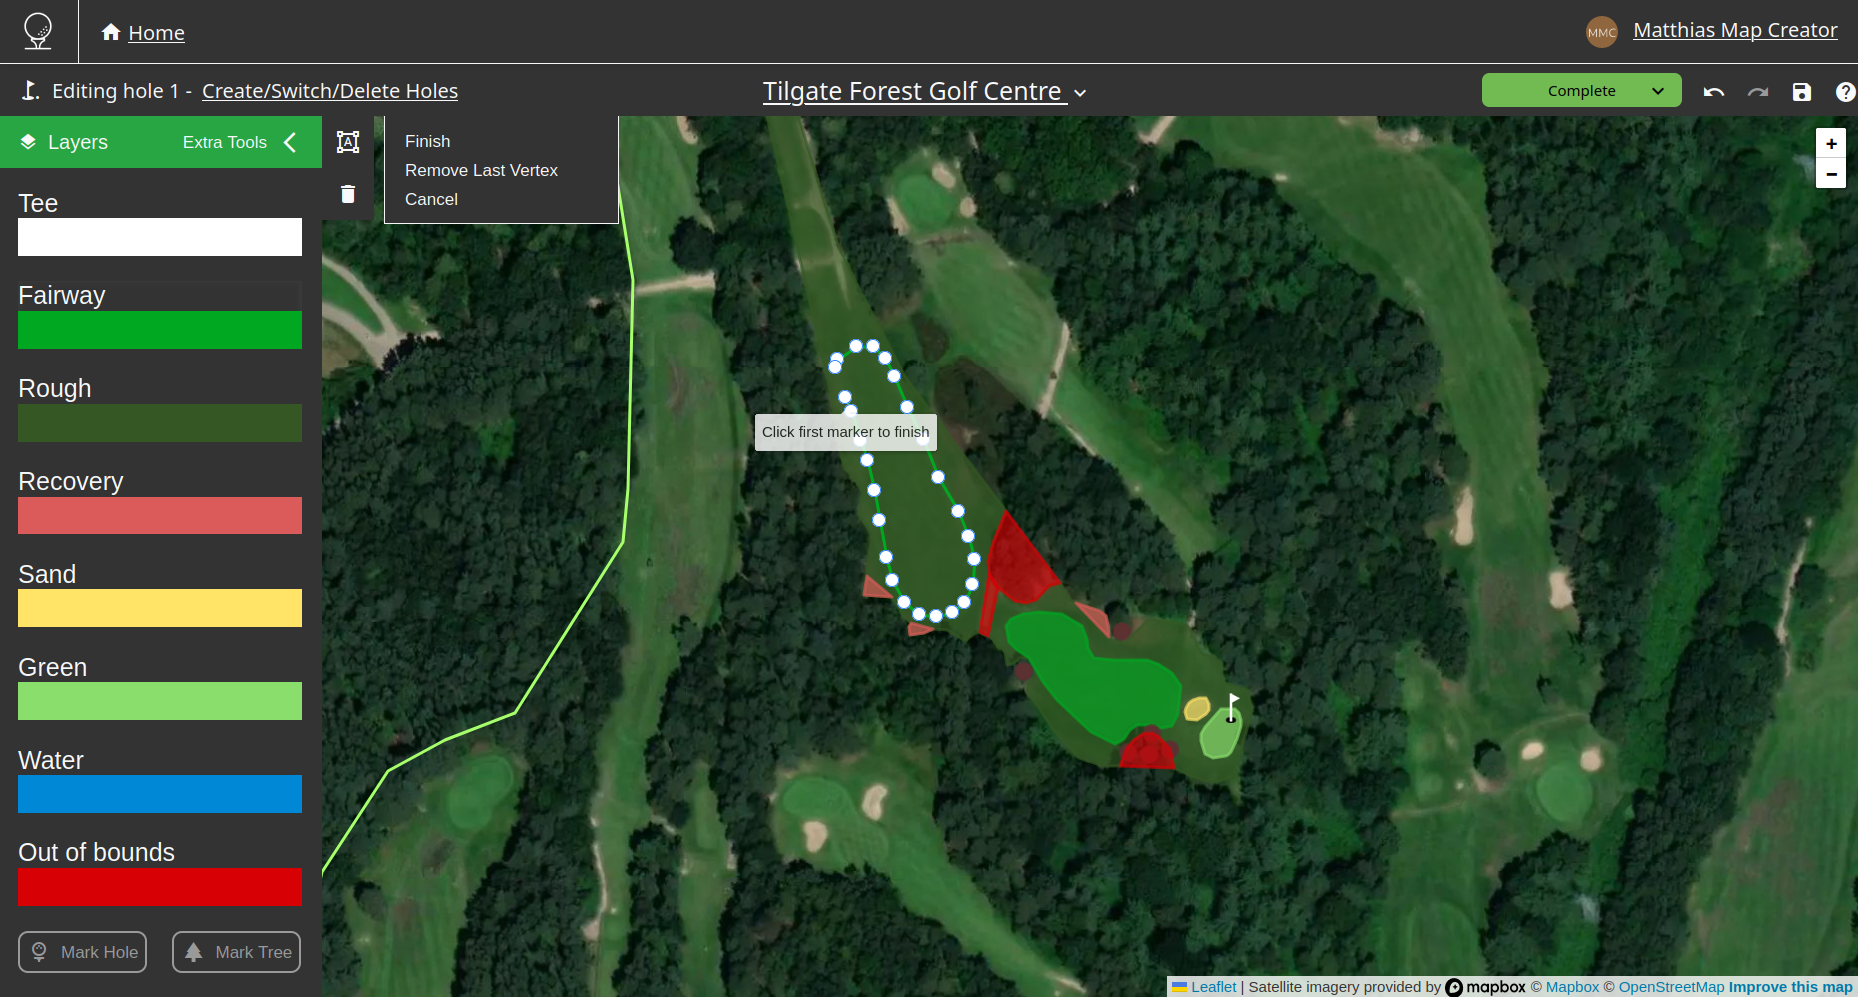 Home
MMC
Matthias Map Creator
Editing hole 1 - Create/Switch/Delete Holes
Tilgate Forest Golf Centre
Complete
Layers
Extra Tools
A
Finish
Remove Last Vertex
Cancel
+
−
Tee
Fairway
Rough
Recovery
Sand
Green
Water
Out of bounds
Mark Hole
Mark Tree
Click first marker to finish
Leaflet | Satellite imagery provided by mapbox © Mapbox © OpenStreetMap Improve this map